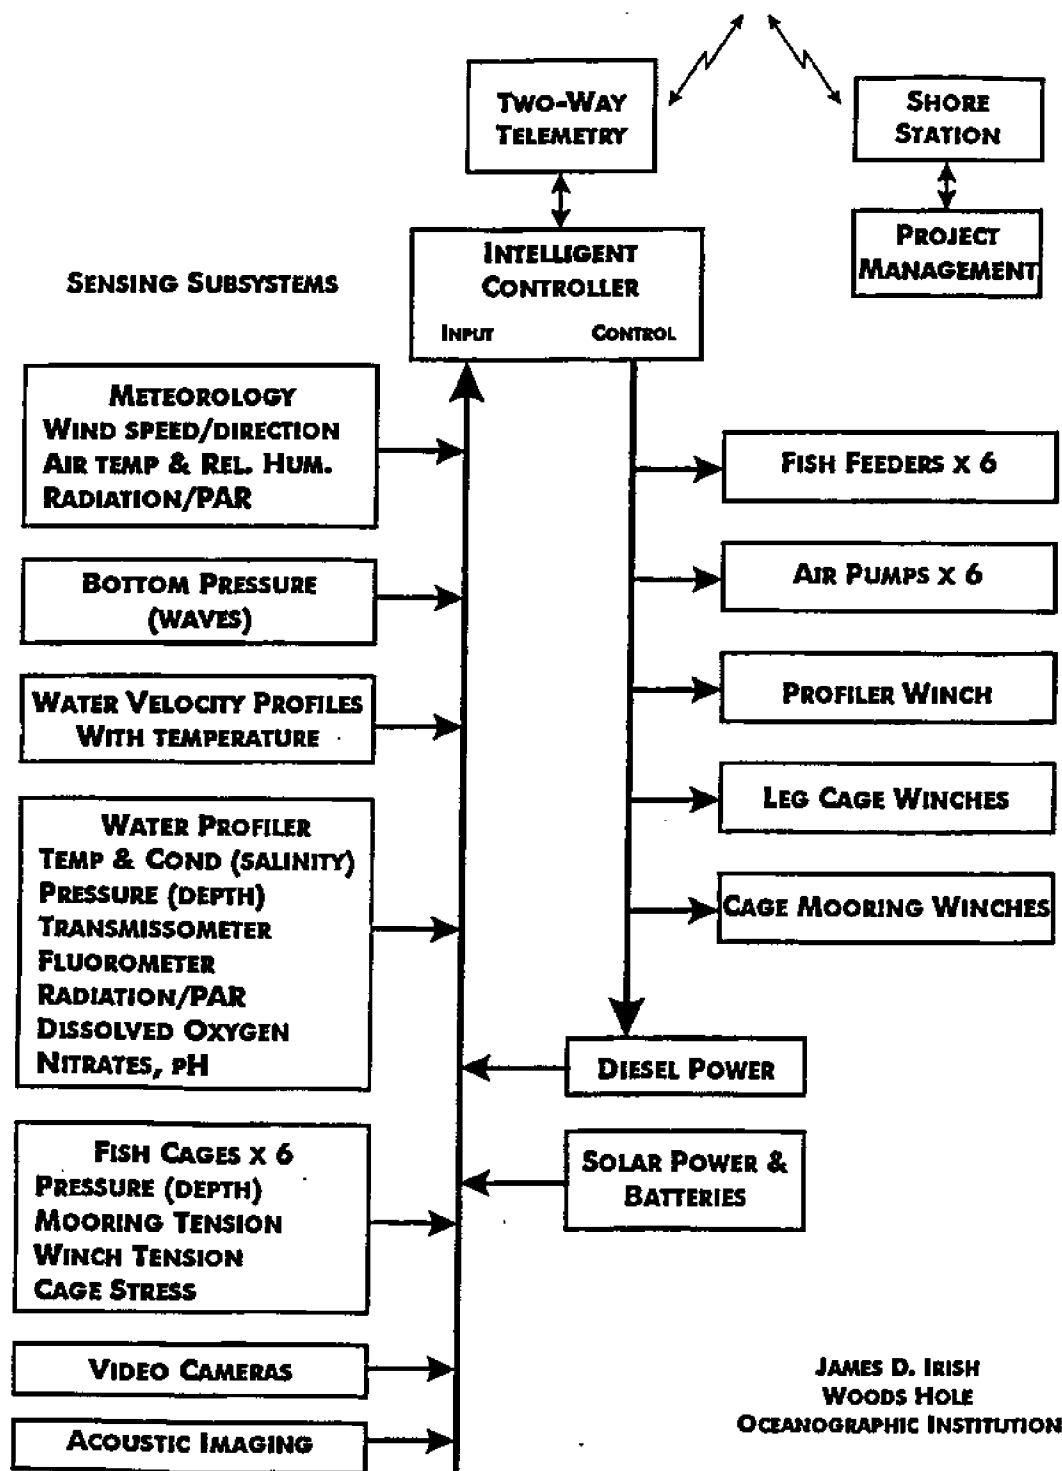 TWO-WAY
TELEMETRY
SHORE
STATION
PROJECT
MANAGEMENT
INTELLIGENT
CONTROLLER
INPUT CONTROL
SENSING SUBSYSTEMS
METEOROLOGY
WIND SPEED/DIRECTION
AIR TEMP & REL. HUM.
RADIATION/PAR
BOTTOM PRESSURE
(WAVES)
WATER VELOCITY PROFILES
WITH TEMPERATURE
WATER PROFILER
TEMP & COND (SALINITY)
PRESSURE (DEPTH)
TRANSMISSOMETER
FLUOROMETER
RADIATION/PAR
DISSOLVED OXYGEN
NITRATES, PH
FISH CAGES X 6
PRESSURE (DEPTH)
MOORING TENSION
WINCH TENSION
CAGE STRESS
VIDEO CAMERAS
ACOUSTIC IMAGING
FISH FEEDERS X 6
AIR PUMPS X 6
PROFILER WINCH
LEG CAGE WINCHES
CAGE MOORING WINCHES
DIESEL POWER
SOLAR POWER &
BATTERIES
JAMES D. IRISH
WOODS HOLE
OCEANOGRAPHIC INSTITUTION